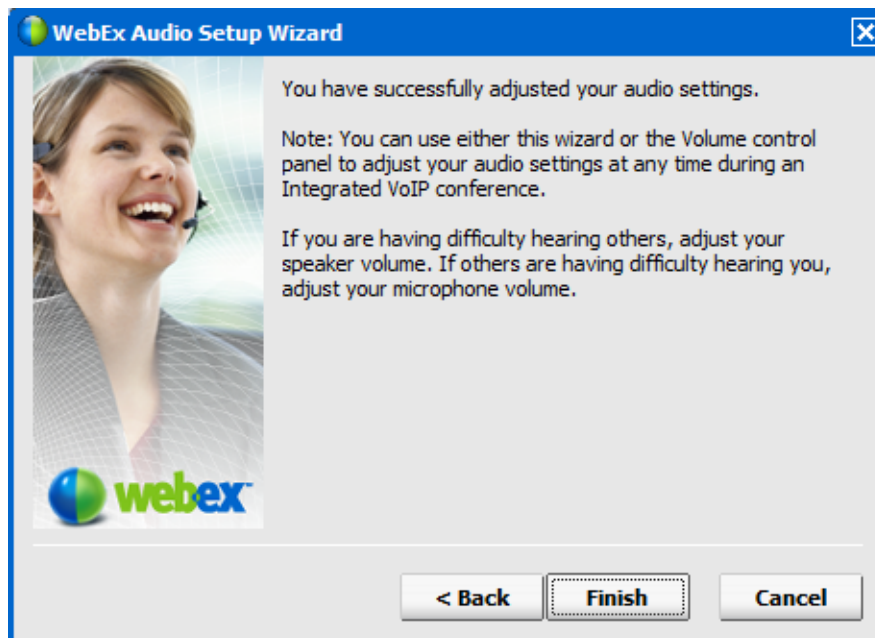 WebEx Audio Setup Wizard
You have successfully adjusted your audio settings.
Note: You can use either this wizard or the Volume control
panel to adjust your audio settings at any time during an
Integrated VoIP conference.
If you are having difficulty hearing others, adjust your
speaker volume. If others are having difficulty hearing you,
adjust your microphone volume.
webex™
< Back Finish Cancel